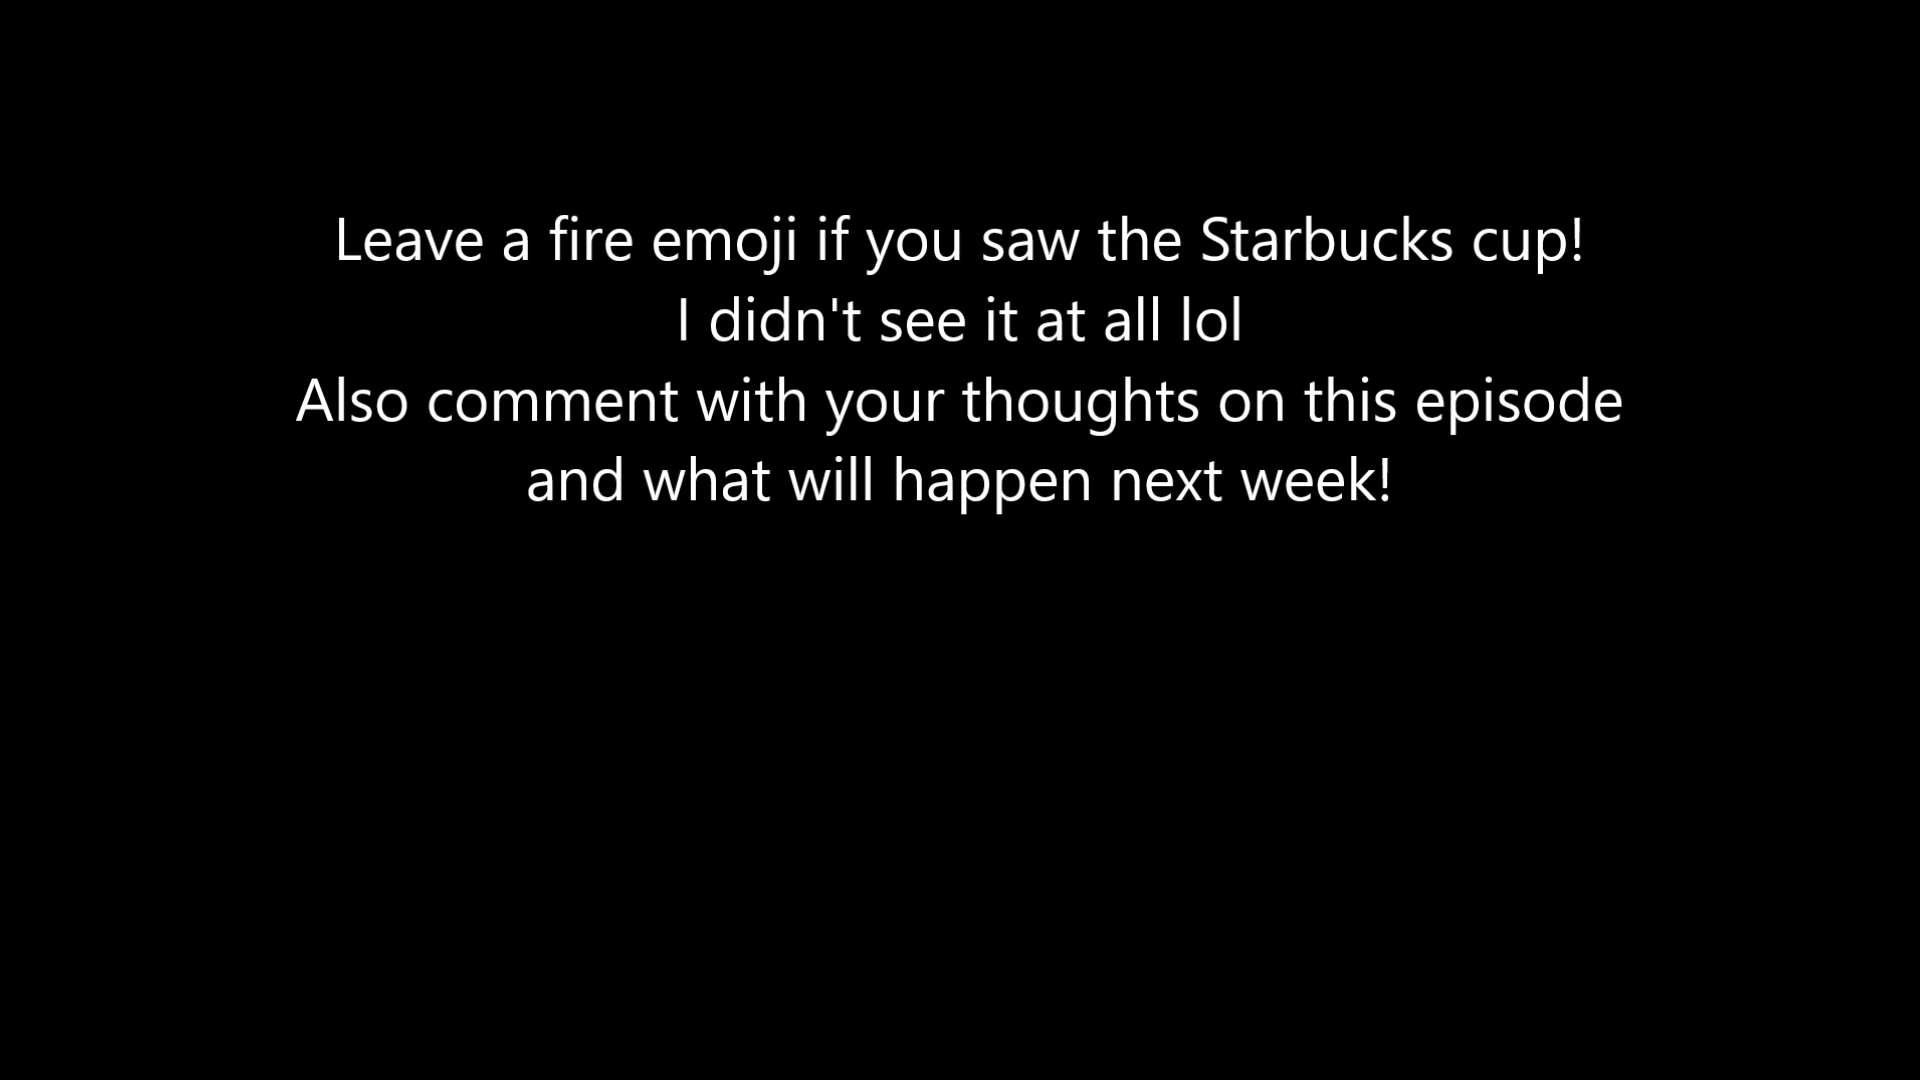 Leave a fire emoji if you saw the Starbucks cup!
I didn't see it at all lol
Also comment with your thoughts on this episode
and what will happen next week!